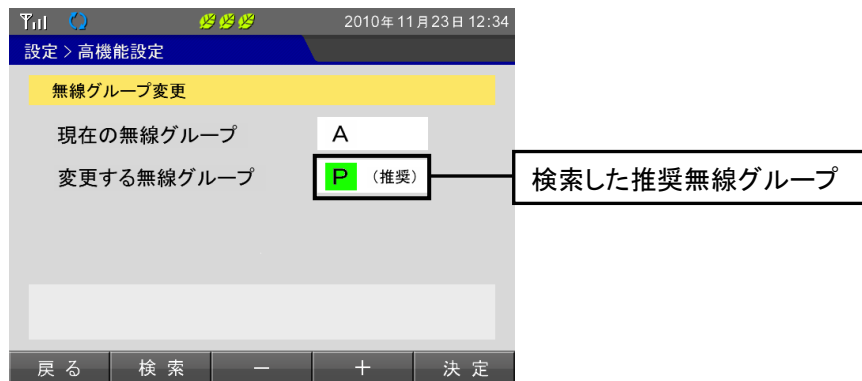 2010年11月23日 12:34
設定 > 高機能設定
無線グループ変更
現在の無線グループ A
変更する無線グループ P (推奨)
検索した推奨無線グループ
戻る 検索 － ＋ 決定